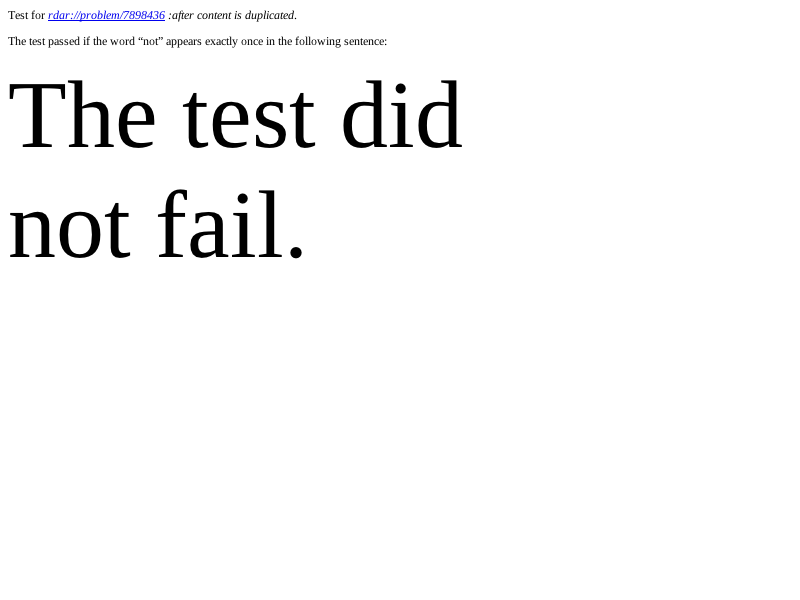 Test for rdar://problem/7898436 :after content is duplicated.
The test passed if the word “not” appears exactly once in the following sentence:
The test did
not fail.